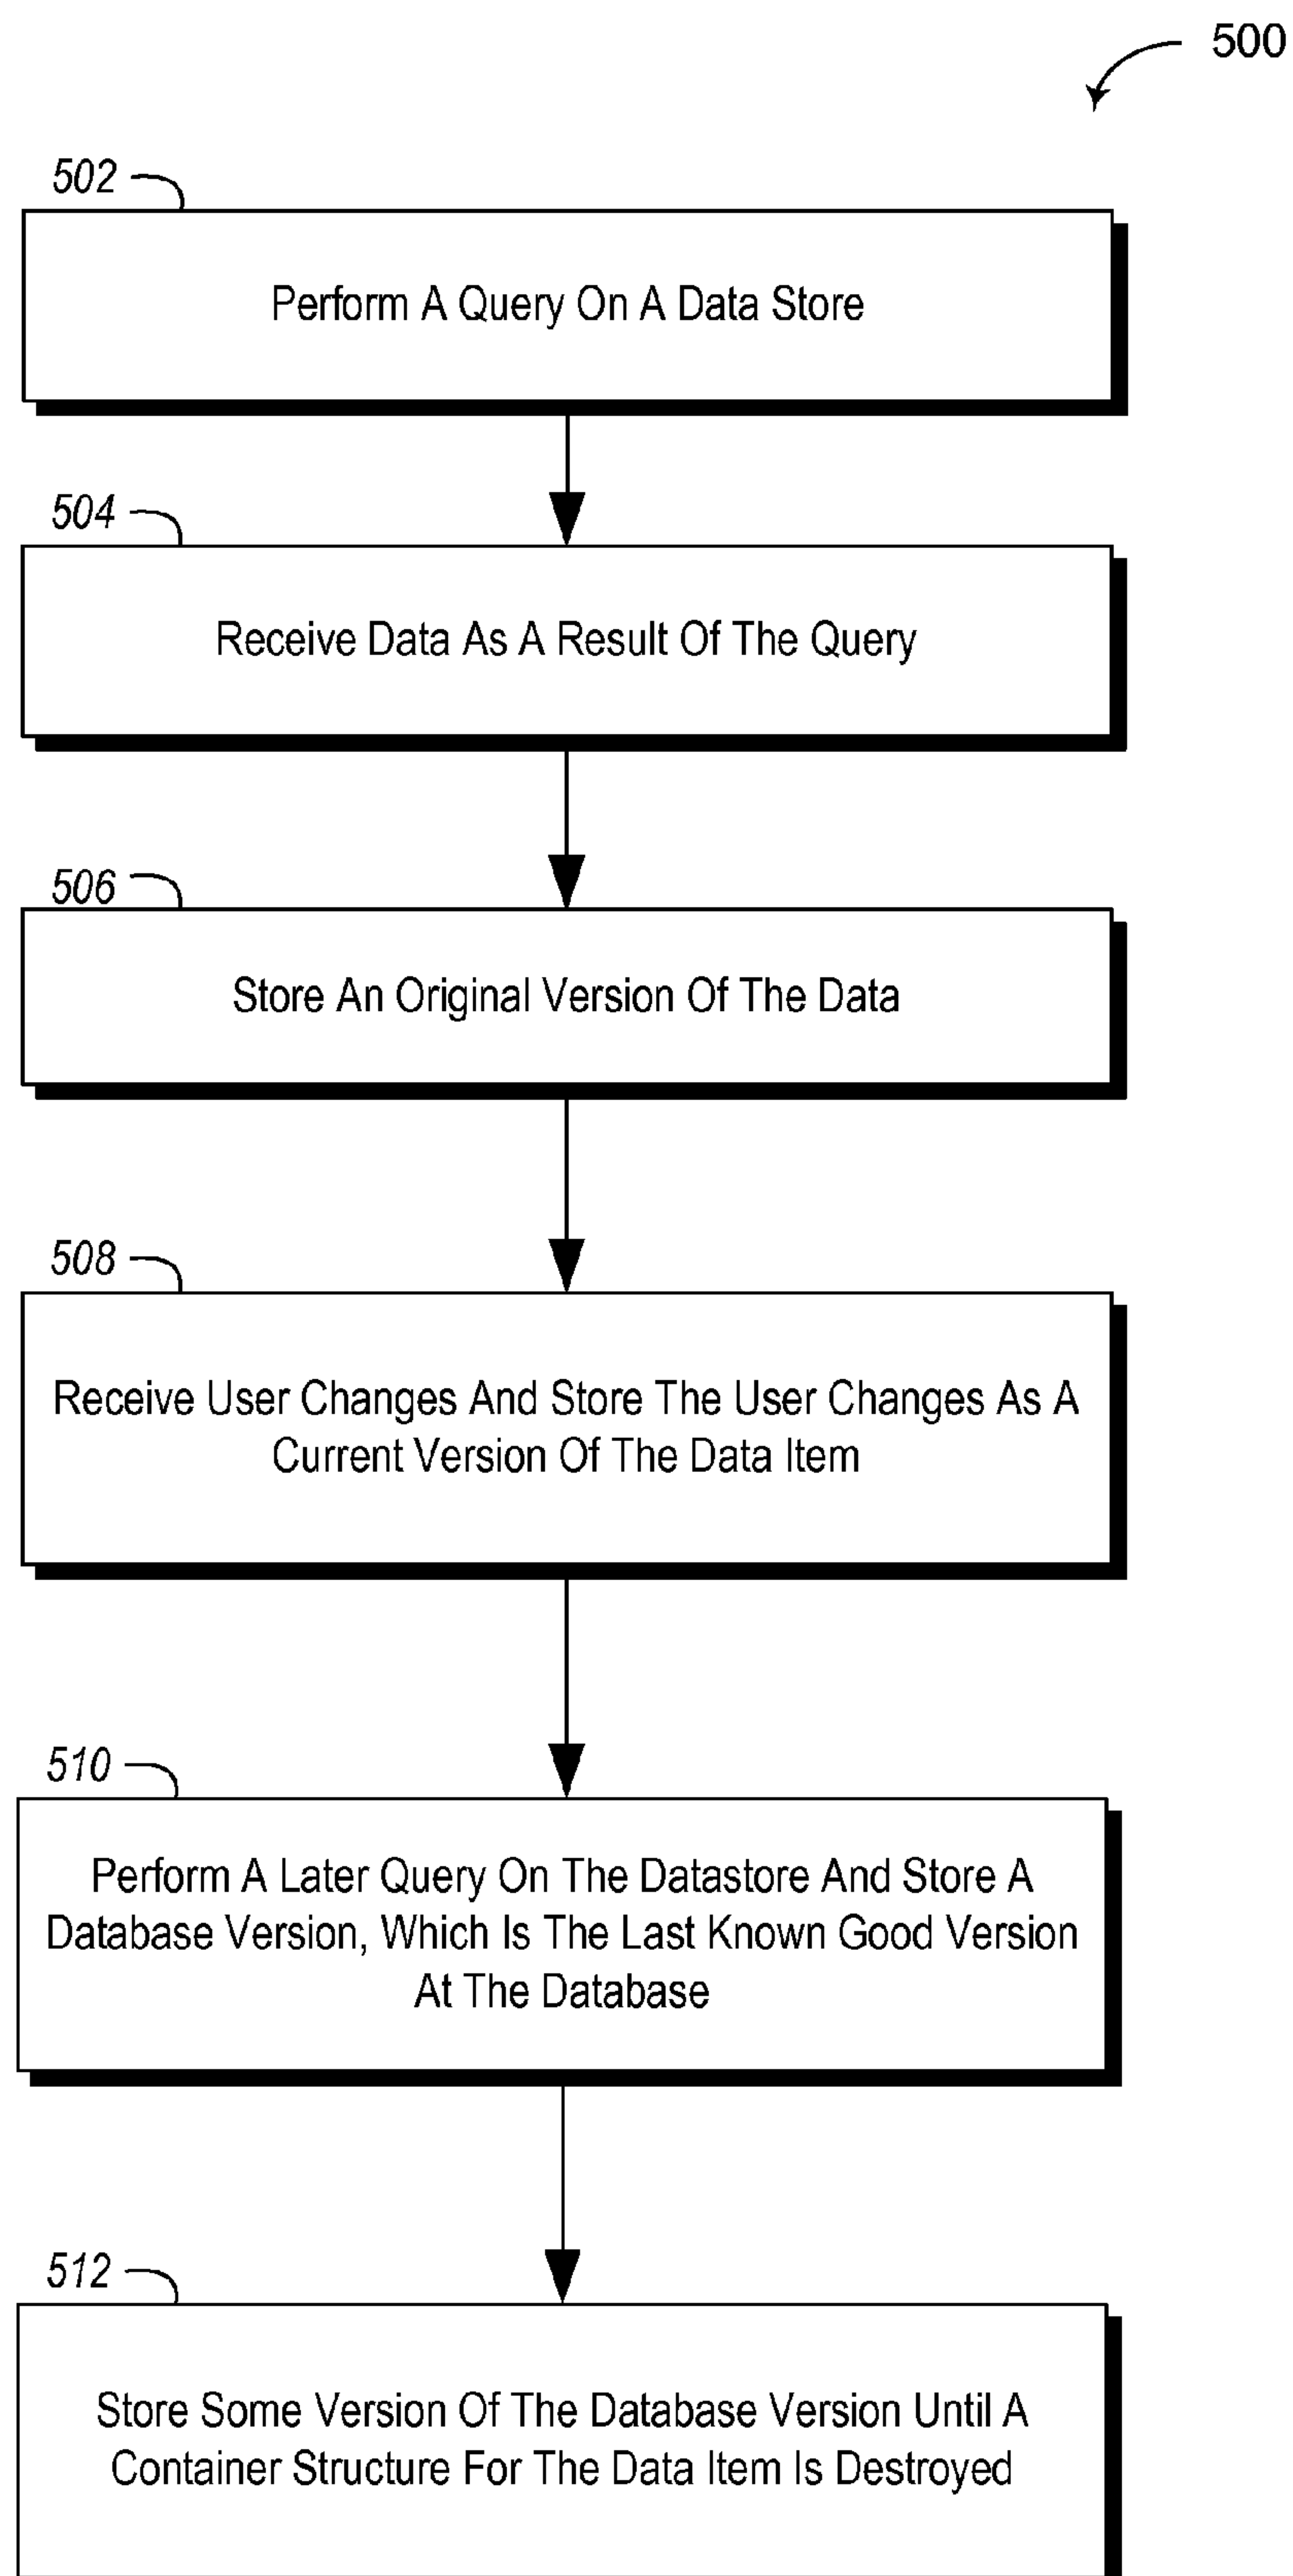 500
502
Perform A Query On A Data Store
504
Receive Data As A Result Of The Query
506
Store An Original Version Of The Data
508
Receive User Changes And Store The User Changes As A
Current Version Of The Data Item
510
Perform A Later Query On The Datastore And Store A
Database Version, Which Is The Last Known Good Version
At The Database
512
Store Some Version Of The Database Version Until A
Container Structure For The Data Item Is Destroyed